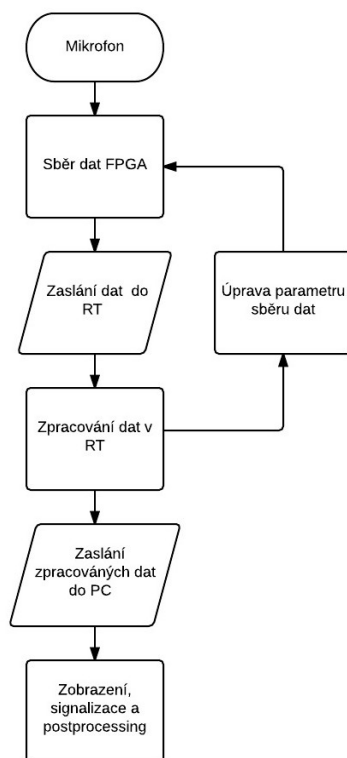 Mikrofon
Sběr dat FPGA
Zaslání dat do
RT
Úprava parametru
sběru dat
Zpracování dat v
RT
Zaslání
zpracováných dat
do PC
Zobrazení,
signalizace a
postprocessing